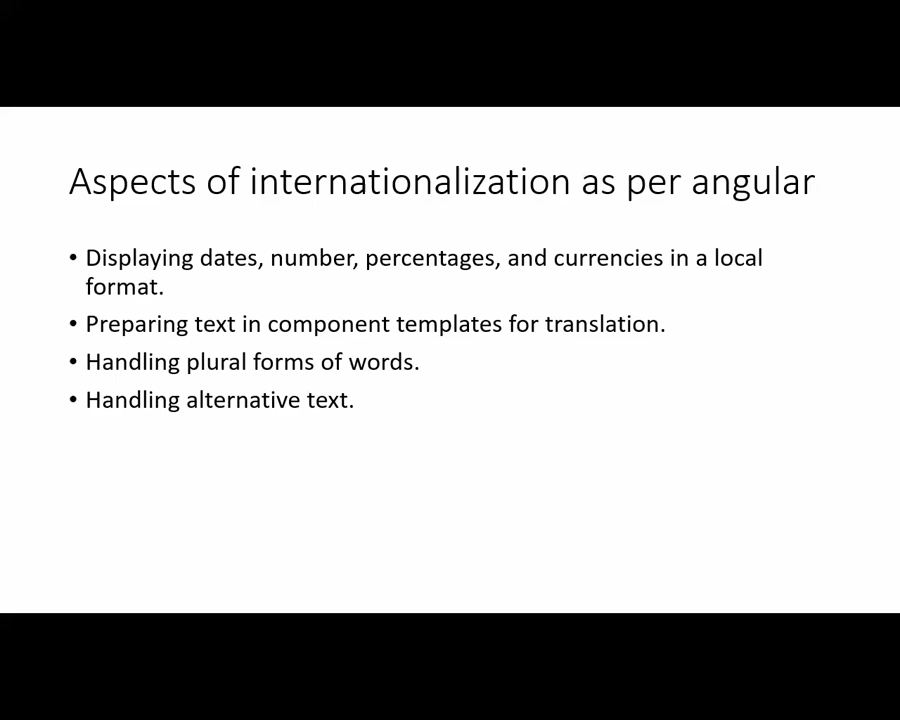 Aspects of internationalization as per angular
• Displaying dates, number, percentages, and currencies in a local
format.
• Preparing text in component templates for translation.
• Handling plural forms of words.
• Handling alternative text.